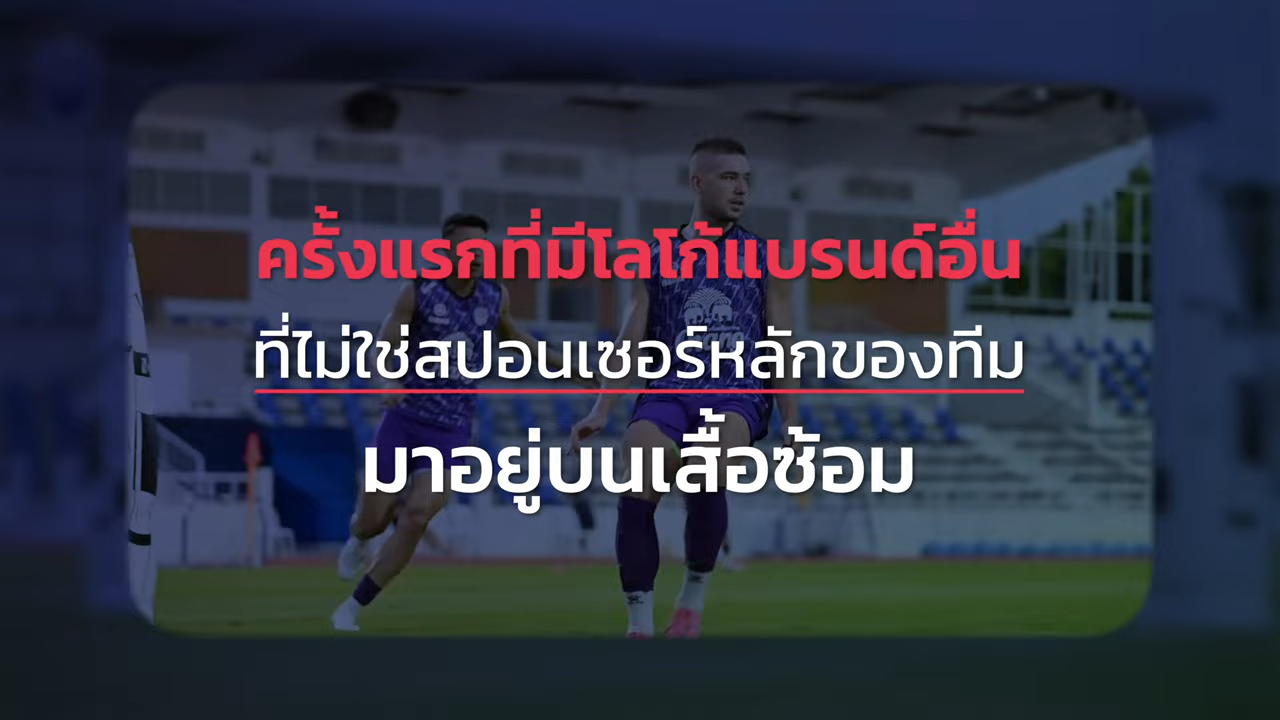 ครั้งแรกที่มีโลโก้แบรนด์อื่น
ที่ไม่ใช่สปอนเซอร์หลักของทีม
มาอยู่บนเสื้อซ้อม